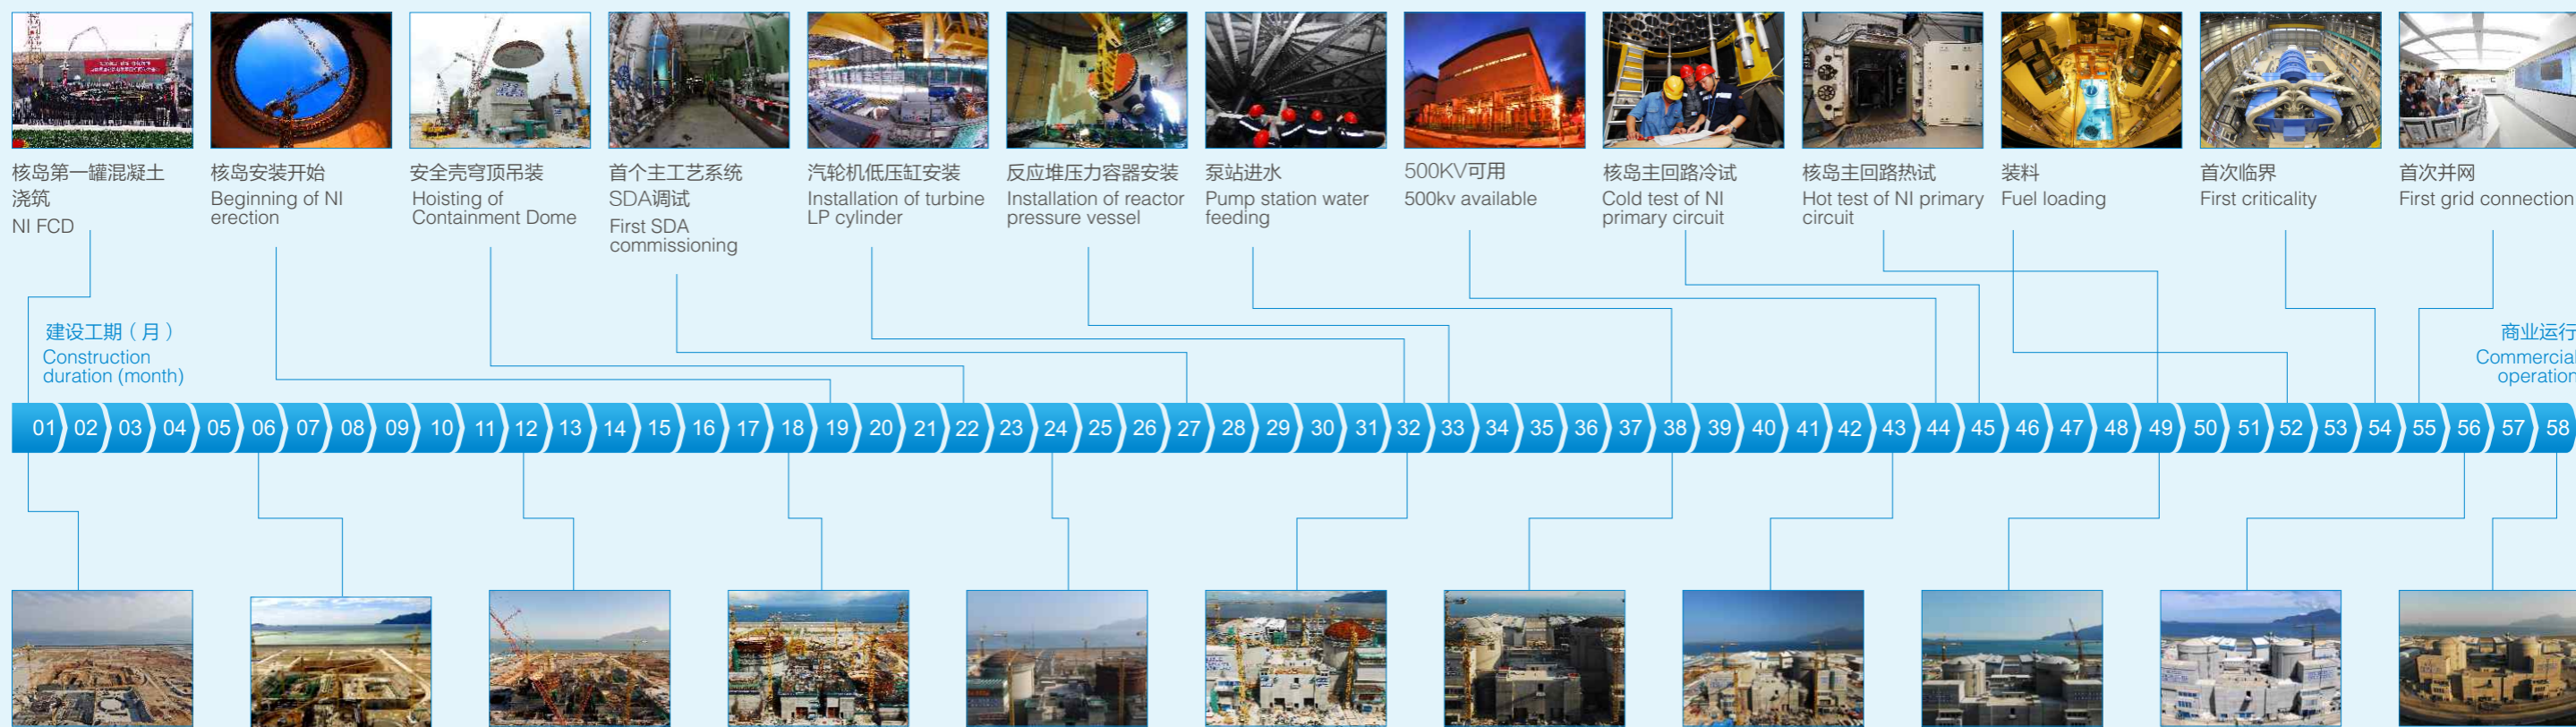 核岛第一罐混凝土
浇筑
NI FCD
核岛安装开始
Beginning of NI
erection
安全壳穹顶吊装
Hoisting of
Containment Dome
首个主工艺系统
SDA调试
First SDA
commissioning
汽轮机低压缸安装
Installation of turbine
LP cylinder
反应堆压力容器安装
Installation of reactor
pressure vessel
泵站进水
Pump station water
feeding
500KV可用
500kv available
核岛主回路冷试
Cold test of NI
primary circuit
核岛主回路热试
Hot test of NI primary
circuit
装料
Fuel loading
首次临界
First criticality
首次并网
First grid connection
建设工期（月）
Construction
duration (month)
商业运行
Commercial
operation
01 02 03 04 05 06 07 08 09 10 11 12 13 14 15 16 17 18 19 20 21 22 23 24 25 26 27 28 29 30 31 32 33 34 35 36 37 38 39 40 41 42 43 44 45 46 47 48 49 50 51 52 53 54 55 56 57 58